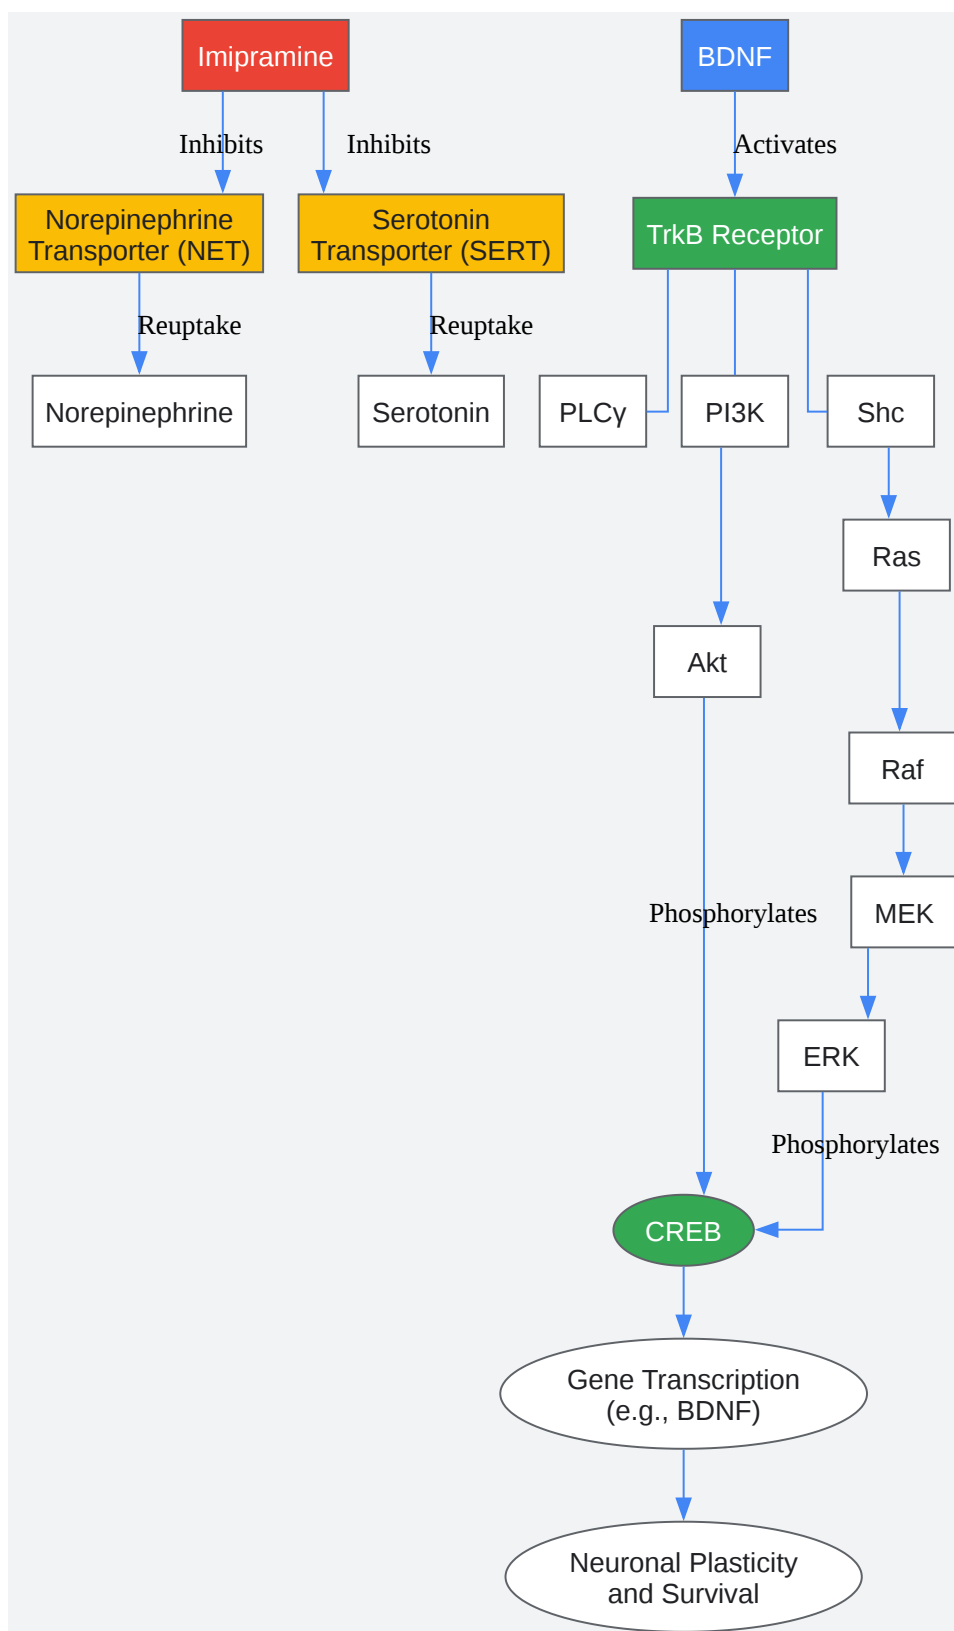 Imipramine
BDNF
Inhibits
Inhibits
Activates
Norepinephrine
Transporter (NET)
Serotonin
Transporter (SERT)
TrkB Receptor
Reuptake
Reuptake
Norepinephrine
Serotonin
PLCγ
PI3K
Shc
Ras
Akt
Raf
Phosphorylates
MEK
ERK
Phosphorylates
CREB
Gene Transcription
(e.g., BDNF)
Neuronal Plasticity
and Survival